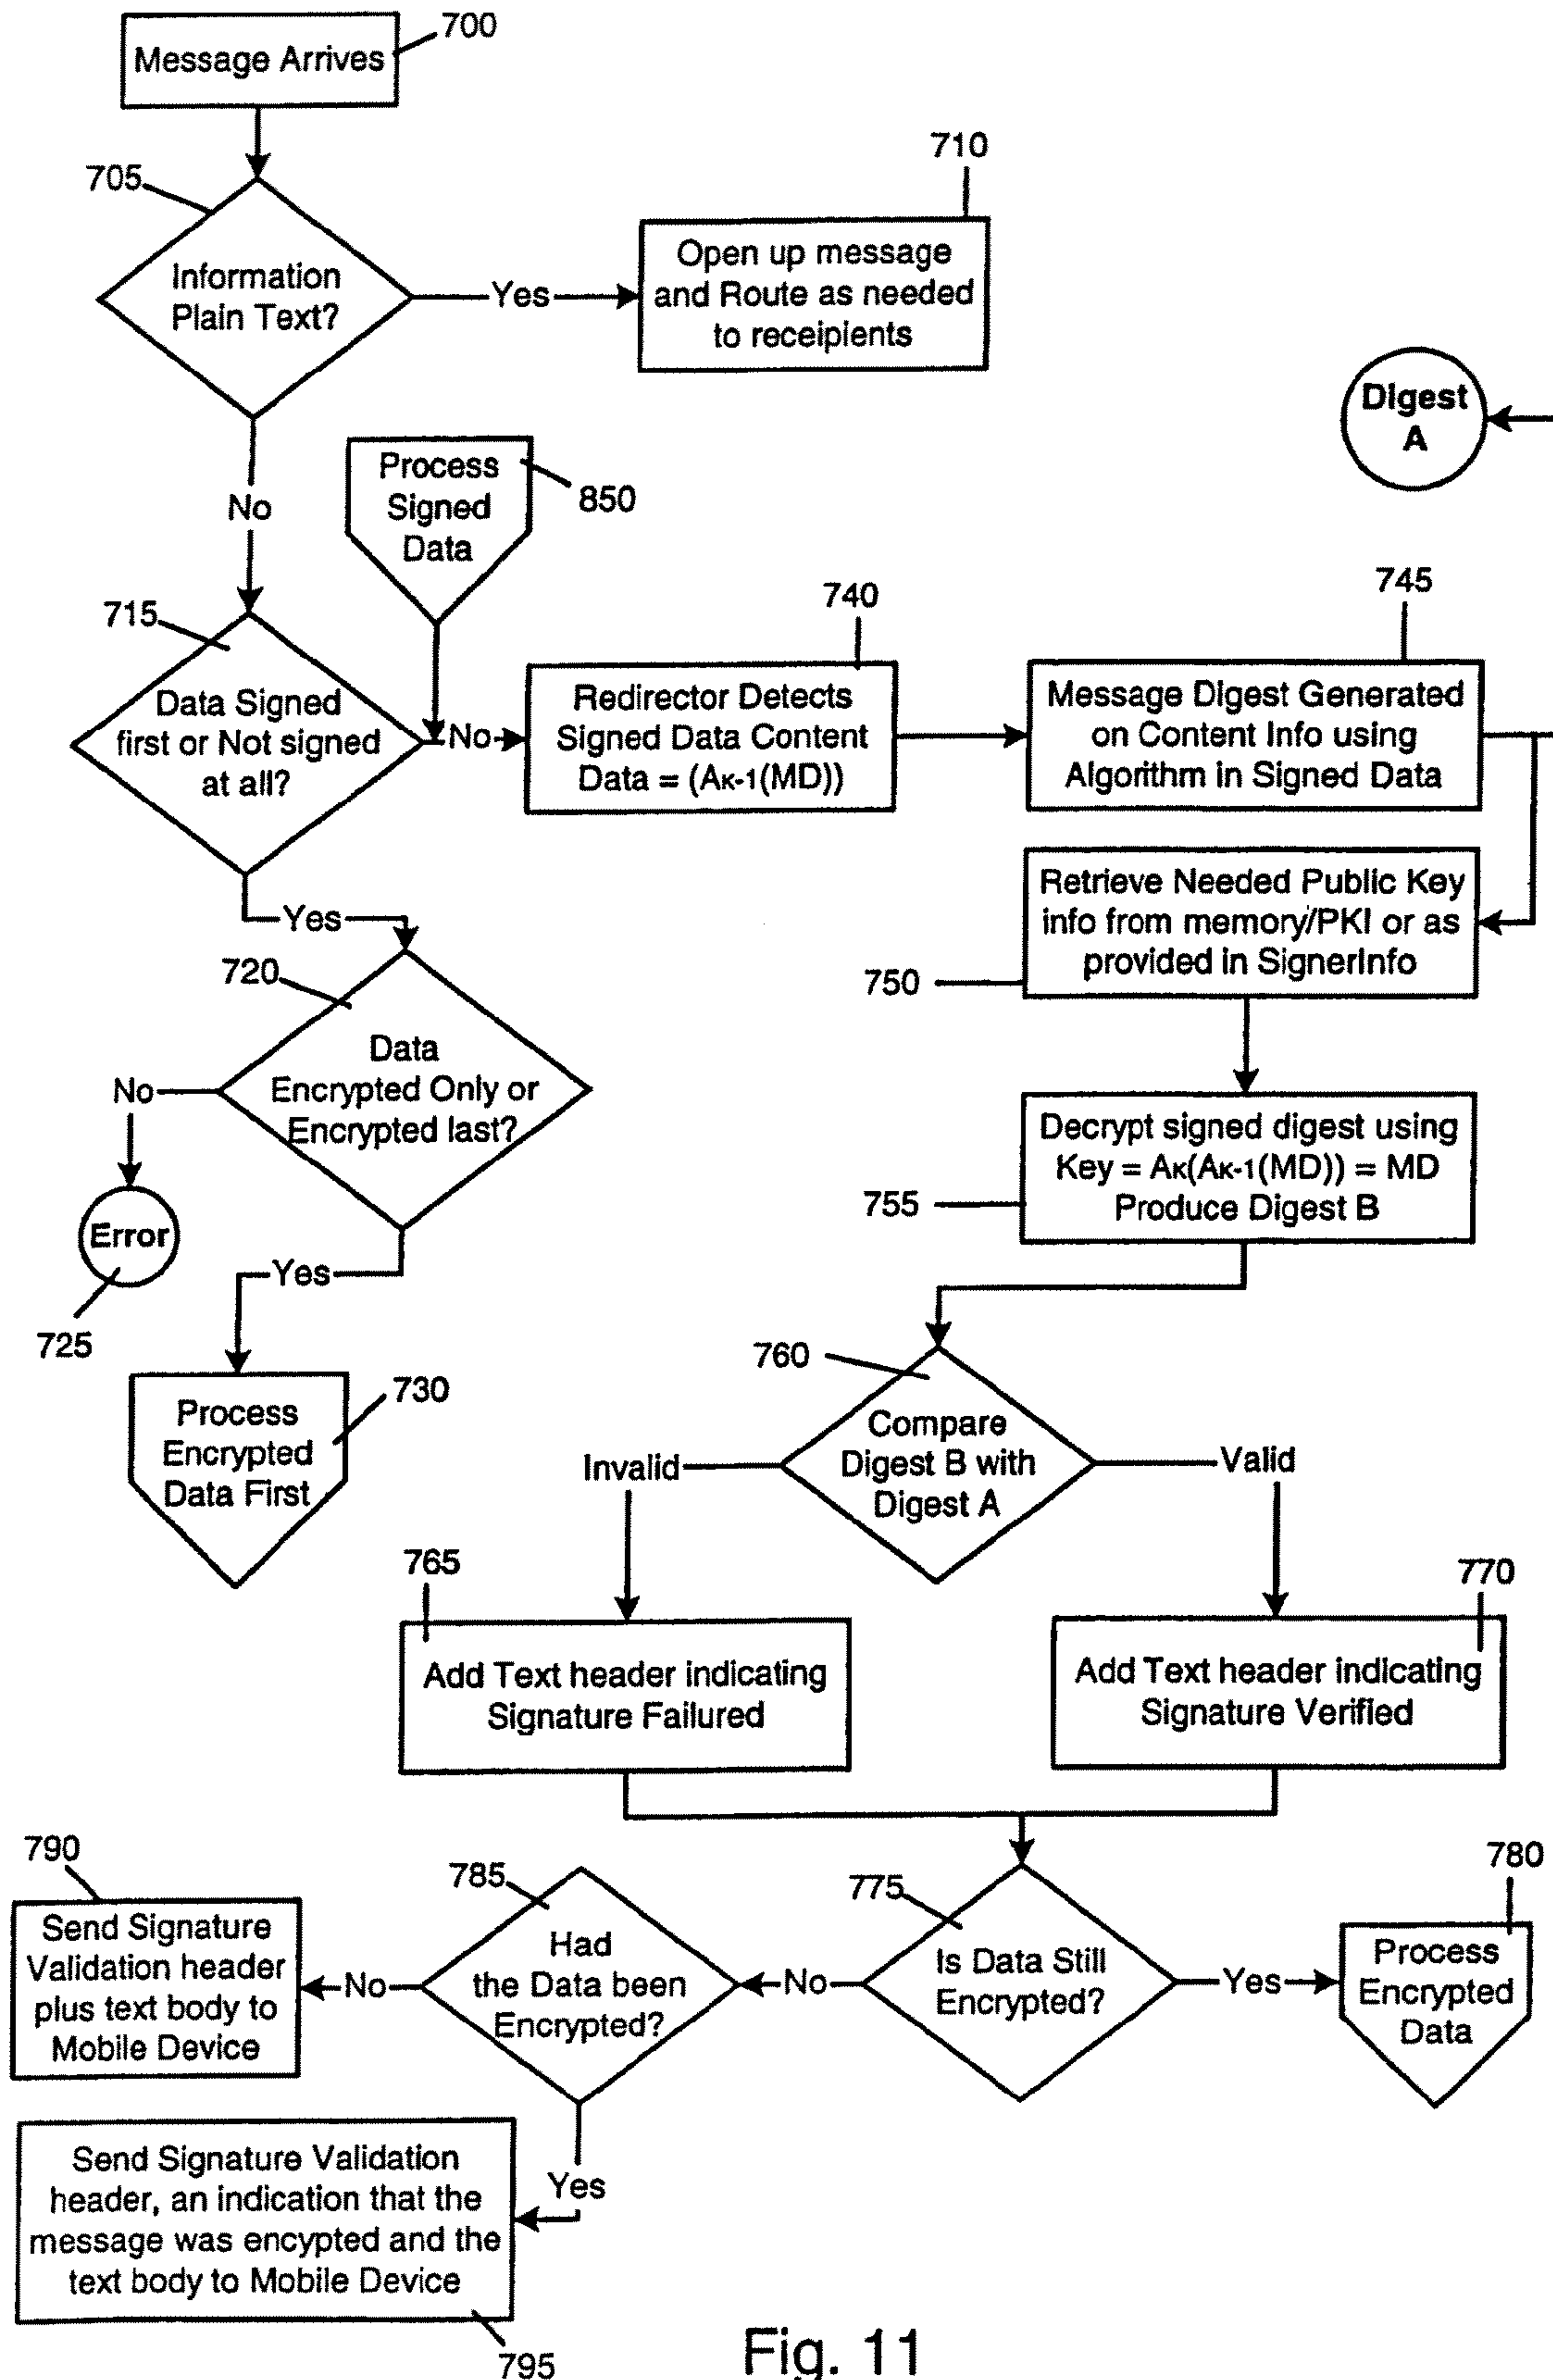 700
Message Arrives
705
710
Information
Plain Text?
Yes
Open up message
and Route as needed
to receipients
Digest
A
No
Process
Signed
Data
850
715
740
745
Data Signed
first or Not signed
at all?
No
Redirector Detects
Signed Data Content
Data = (AK-1(MD))
Message Digest Generated
on Content Info using
Algorithm in Signed Data
Yes
Retrieve Needed Public Key
info from memory/PKI or as
provided in SignerInfo
750
720
Data
Encrypted Only or
Encrypted last?
No
Error
725
Yes
Decrypt signed digest using
Key = AK(AK-1(MD)) = MD
Produce Digest B
755
730
Process
Encrypted
Data First
760
Compare
Digest B with
Digest A
Invalid
Valid
765
770
Add Text header indicating
Signature Failured
Add Text header indicating
Signature Verified
790
785
775
780
Send Signature
Validation header
plus text body to
Mobile Device
No
Had
the Data been
Encrypted?
No
Is Data Still
Encrypted?
Yes
Process
Encrypted
Data
Yes
Send Signature Validation
header, an indication that the
message was encypted and the
text body to Mobile Device
795
Fig. 11